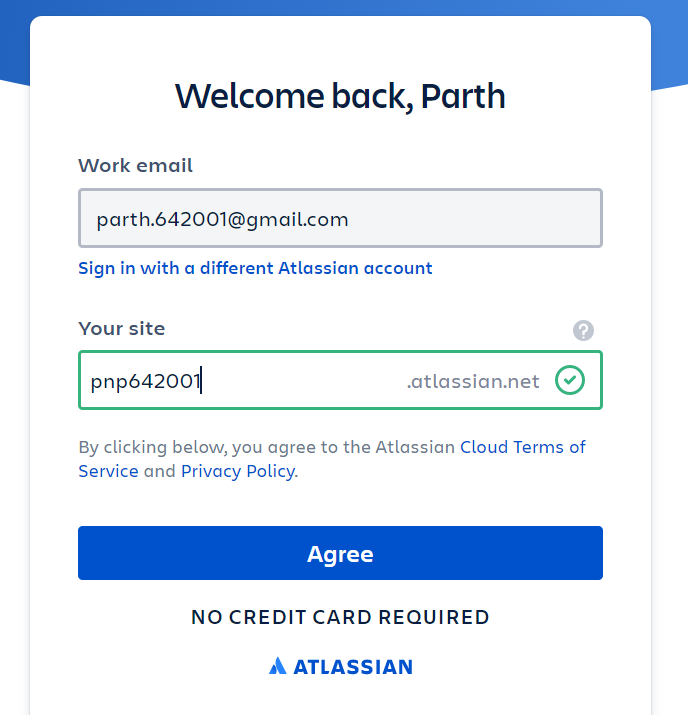 Welcome back, Parth
Work email
parth.642001@gmail.com
Sign in with a different Atlassian account
Your site
?
pnp642001 .atlassian.net
By clicking below, you agree to the Atlassian Cloud Terms of
Service and Privacy Policy.
Agree
NO CREDIT CARD REQUIRED
ATLASSIAN